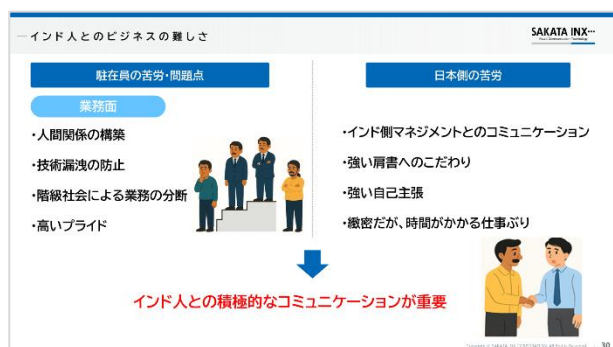 インド人とのビジネスの難しさ
SAKATA INX
駐在員の苦労・問題点
業務面
・人間関係の構築
・技術漏洩の防止
・階級社会による業務の分断
・高いプライド
日本側の苦労
・インド側マネジメントとのコミュニケーション
・強い肩書へのこだわり
・強い自己主張
・緻密だが、時間がかかる仕事ぶり
インド人との積極的なコミュニケーションが重要
30